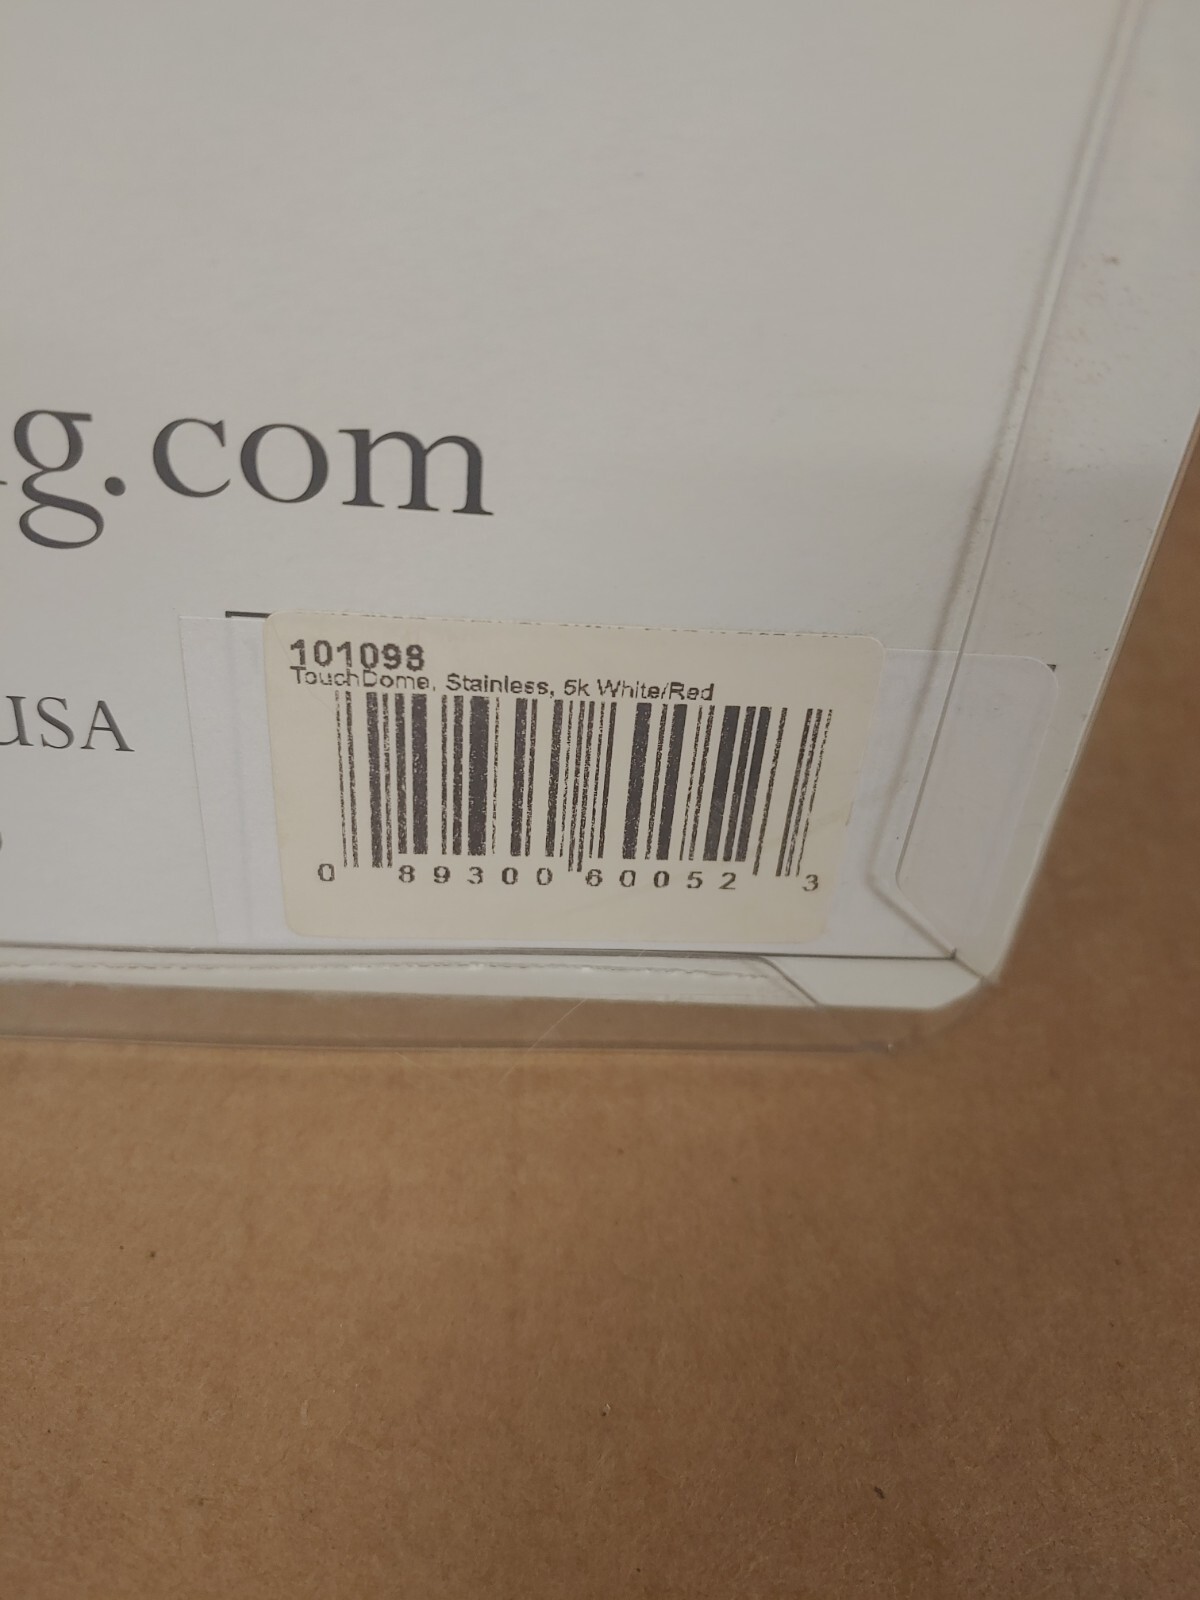 g.com
USA
101098
TouchDome, Stainless, 5k White/Red
0 89300 60052 3